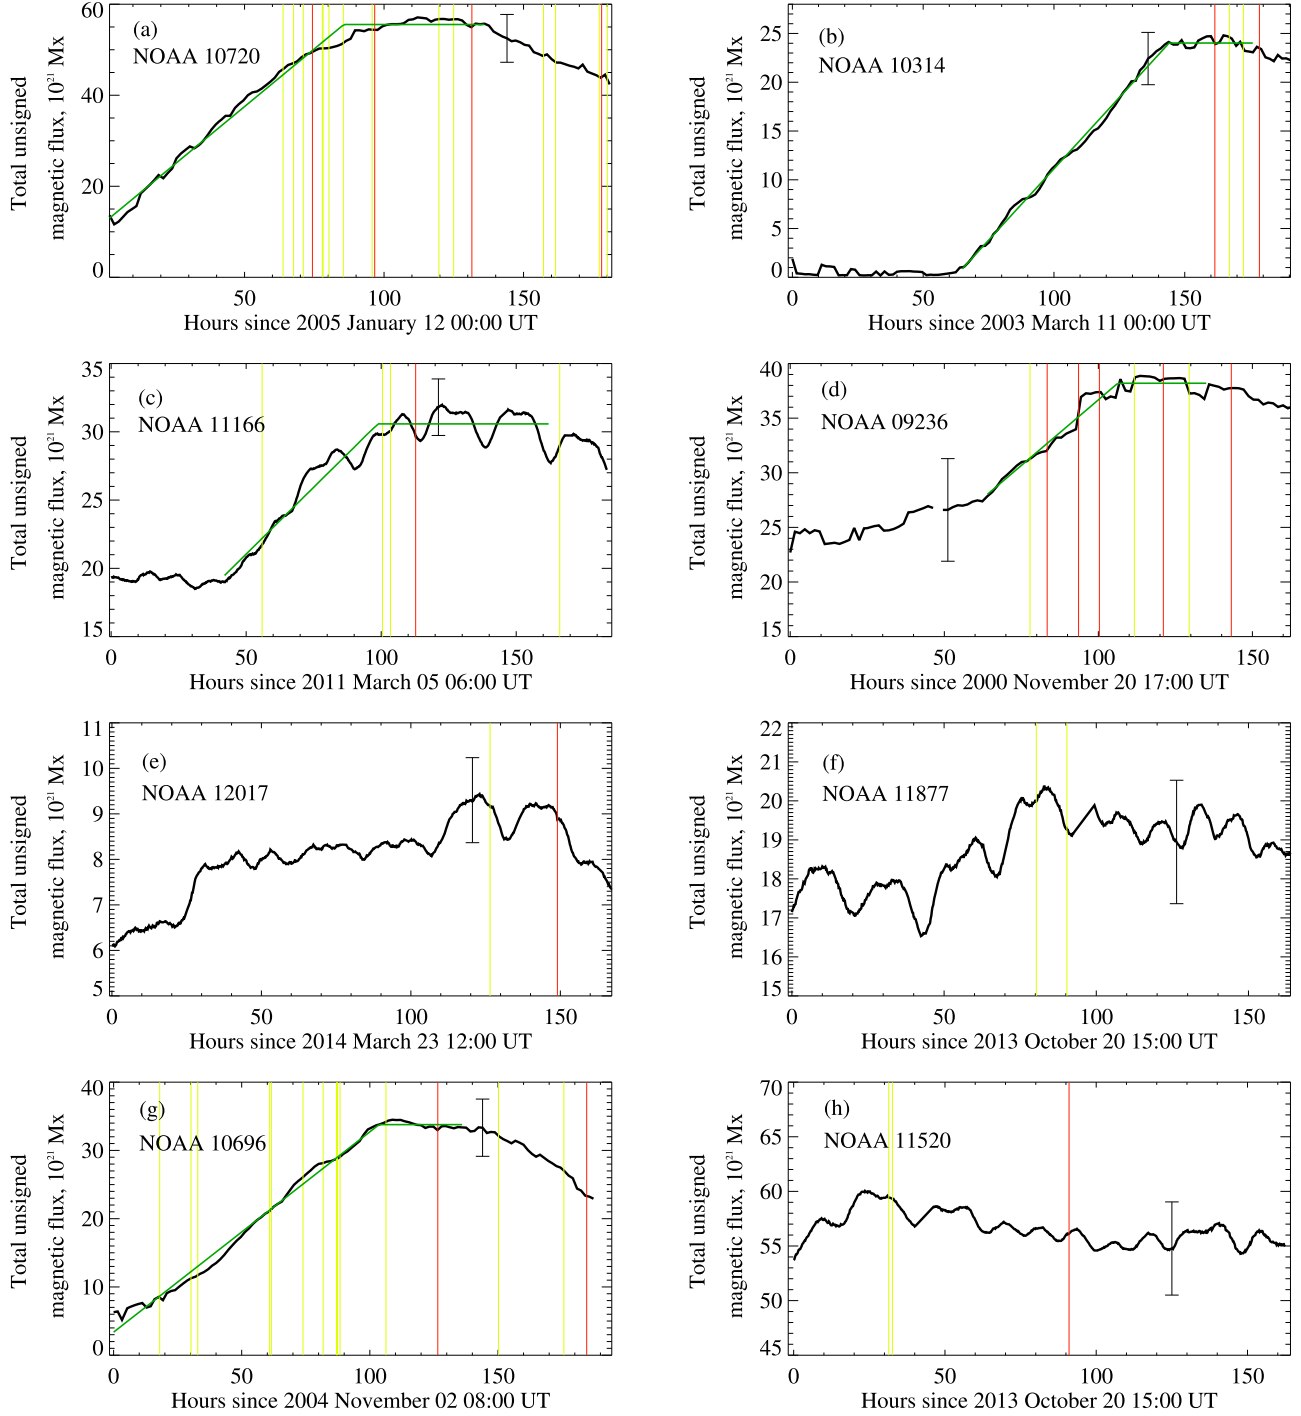 (a)
NOAA 10720
Total unsigned
magnetic flux, 10²¹ Mx
60
40
20
0
50 100 150
Hours since 2005 January 12 00:00 UT
(b)
NOAA 10314
Total unsigned
magnetic flux, 10²¹ Mx
25
20
15
10
5
0
0 50 100 150
Hours since 2003 March 11 00:00 UT
(c)
NOAA 11166
Total unsigned
magnetic flux, 10²¹ Mx
35
30
25
20
15
0 50 100 150
Hours since 2011 March 05 06:00 UT
(d)
NOAA 09236
Total unsigned
magnetic flux, 10²¹ Mx
40
35
30
25
20
15
0 50 100 150
Hours since 2000 November 20 17:00 UT
(e)
NOAA 12017
Total unsigned
magnetic flux, 10²¹ Mx
11
10
9
8
7
6
5
0 50 100 150
Hours since 2014 March 23 12:00 UT
(f)
NOAA 11877
Total unsigned
magnetic flux, 10²¹ Mx
22
21
20
19
18
17
16
15
0 50 100 150
Hours since 2013 October 20 15:00 UT
(g)
NOAA 10696
Total unsigned
magnetic flux, 10²¹ Mx
40
30
20
10
0
0 50 100 150
Hours since 2004 November 02 08:00 UT
(h)
NOAA 11520
Total unsigned
magnetic flux, 10²¹ Mx
70
65
60
55
50
45
0 50 100 150
Hours since 2013 October 20 15:00 UT